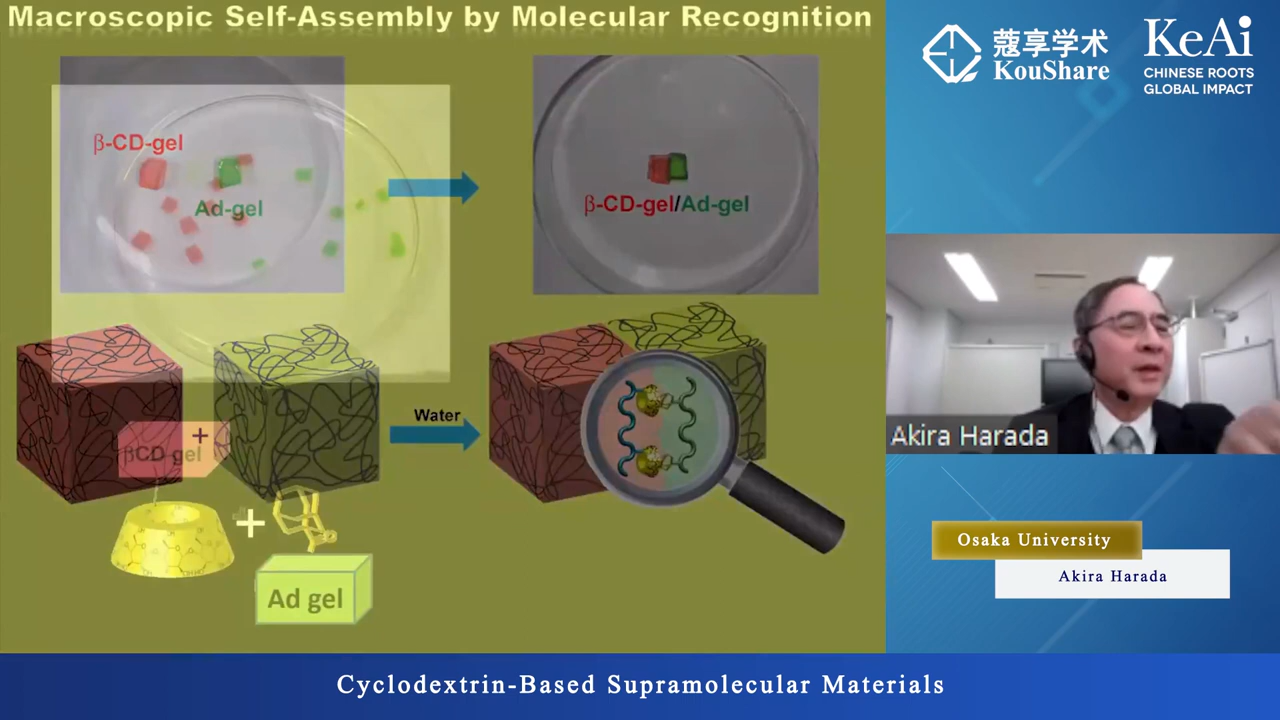 Macroscopic Self-Assembly by Molecular Recognition
β-CD-gel
Ad-gel
β-CD-gel/Ad-gel
Water
+
βCD gel
+
Ad gel
蔻享学术
KouShare
KeAi
CHINESE ROOTS
GLOBAL IMPACT
Akira Harada
Osaka University
Akira Harada
Cyclodextrin-Based Supramolecular Materials